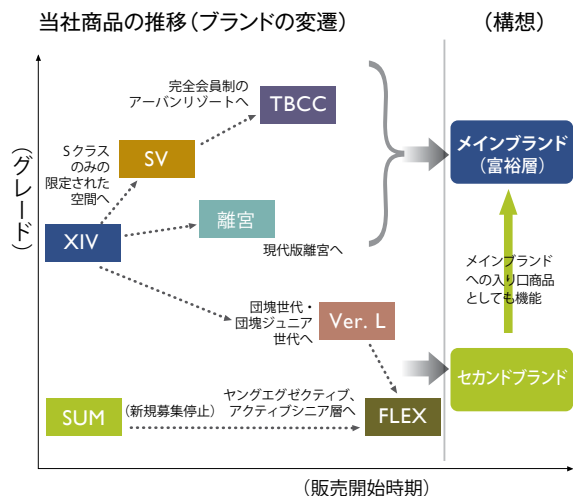 当社商品の推移（ブランドの変遷）
（構想）
（グレード）
完全会員制の
アーバンリゾートへ
TBCC
Sクラス
のみの
限定された
空間へ
SV
メインブランド
（富裕層）
離宮
XIV
現代版離宮へ
メインブランド
への入り口商品
としても機能
団塊世代・
団塊ジュニア
世代へ
Ver. L
セカンドブランド
ヤングエグゼクティブ、
アクティブシニア層へ
SUM
（新規募集停止）
FLEX
（販売開始時期）